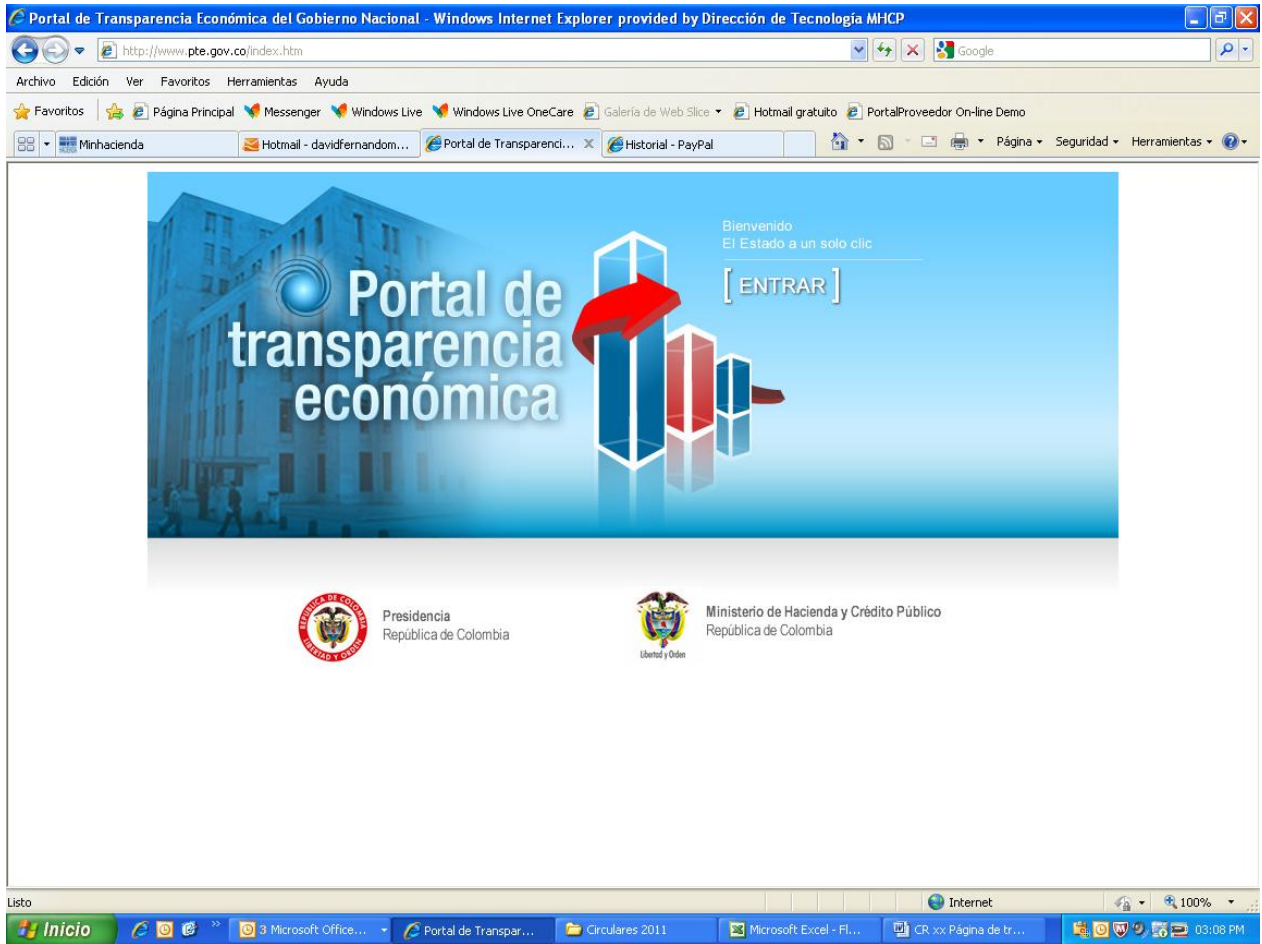 Portal de Transparencia Económica del Gobierno Nacional - Windows Internet Explorer provided by Dirección de Tecnología MHCP
http://www.pte.gov.co/index.htm
Google
Archivo Edición Ver Favoritos Herramientas Ayuda
Favoritos Página Principal Messenger Windows Live Windows Live OneCare Galería de Web Slice Hotmail gratuito PortalProveedor On-line Demo
Minhacienda Hotmail - davidfernandom... Portal de Transparenci... X Historial - PayPal Página Seguridad Herramientas
Bienvenido
El Estado a un solo clic
[ ENTRAR ]
Portal de
transparencia
económica
REPUBLICA DE COLOMBIA
LIBERTAD Y ORDEN
Presidencia
República de Colombia
Libertad y Orden
Ministerio de Hacienda y Crédito Público
República de Colombia
Listo Internet 100%
Inicio 3 Microsoft Office... Portal de Transpar... Circulares 2011 Microsoft Excel - Fl... CR xx Página de tr... 03:08 PM